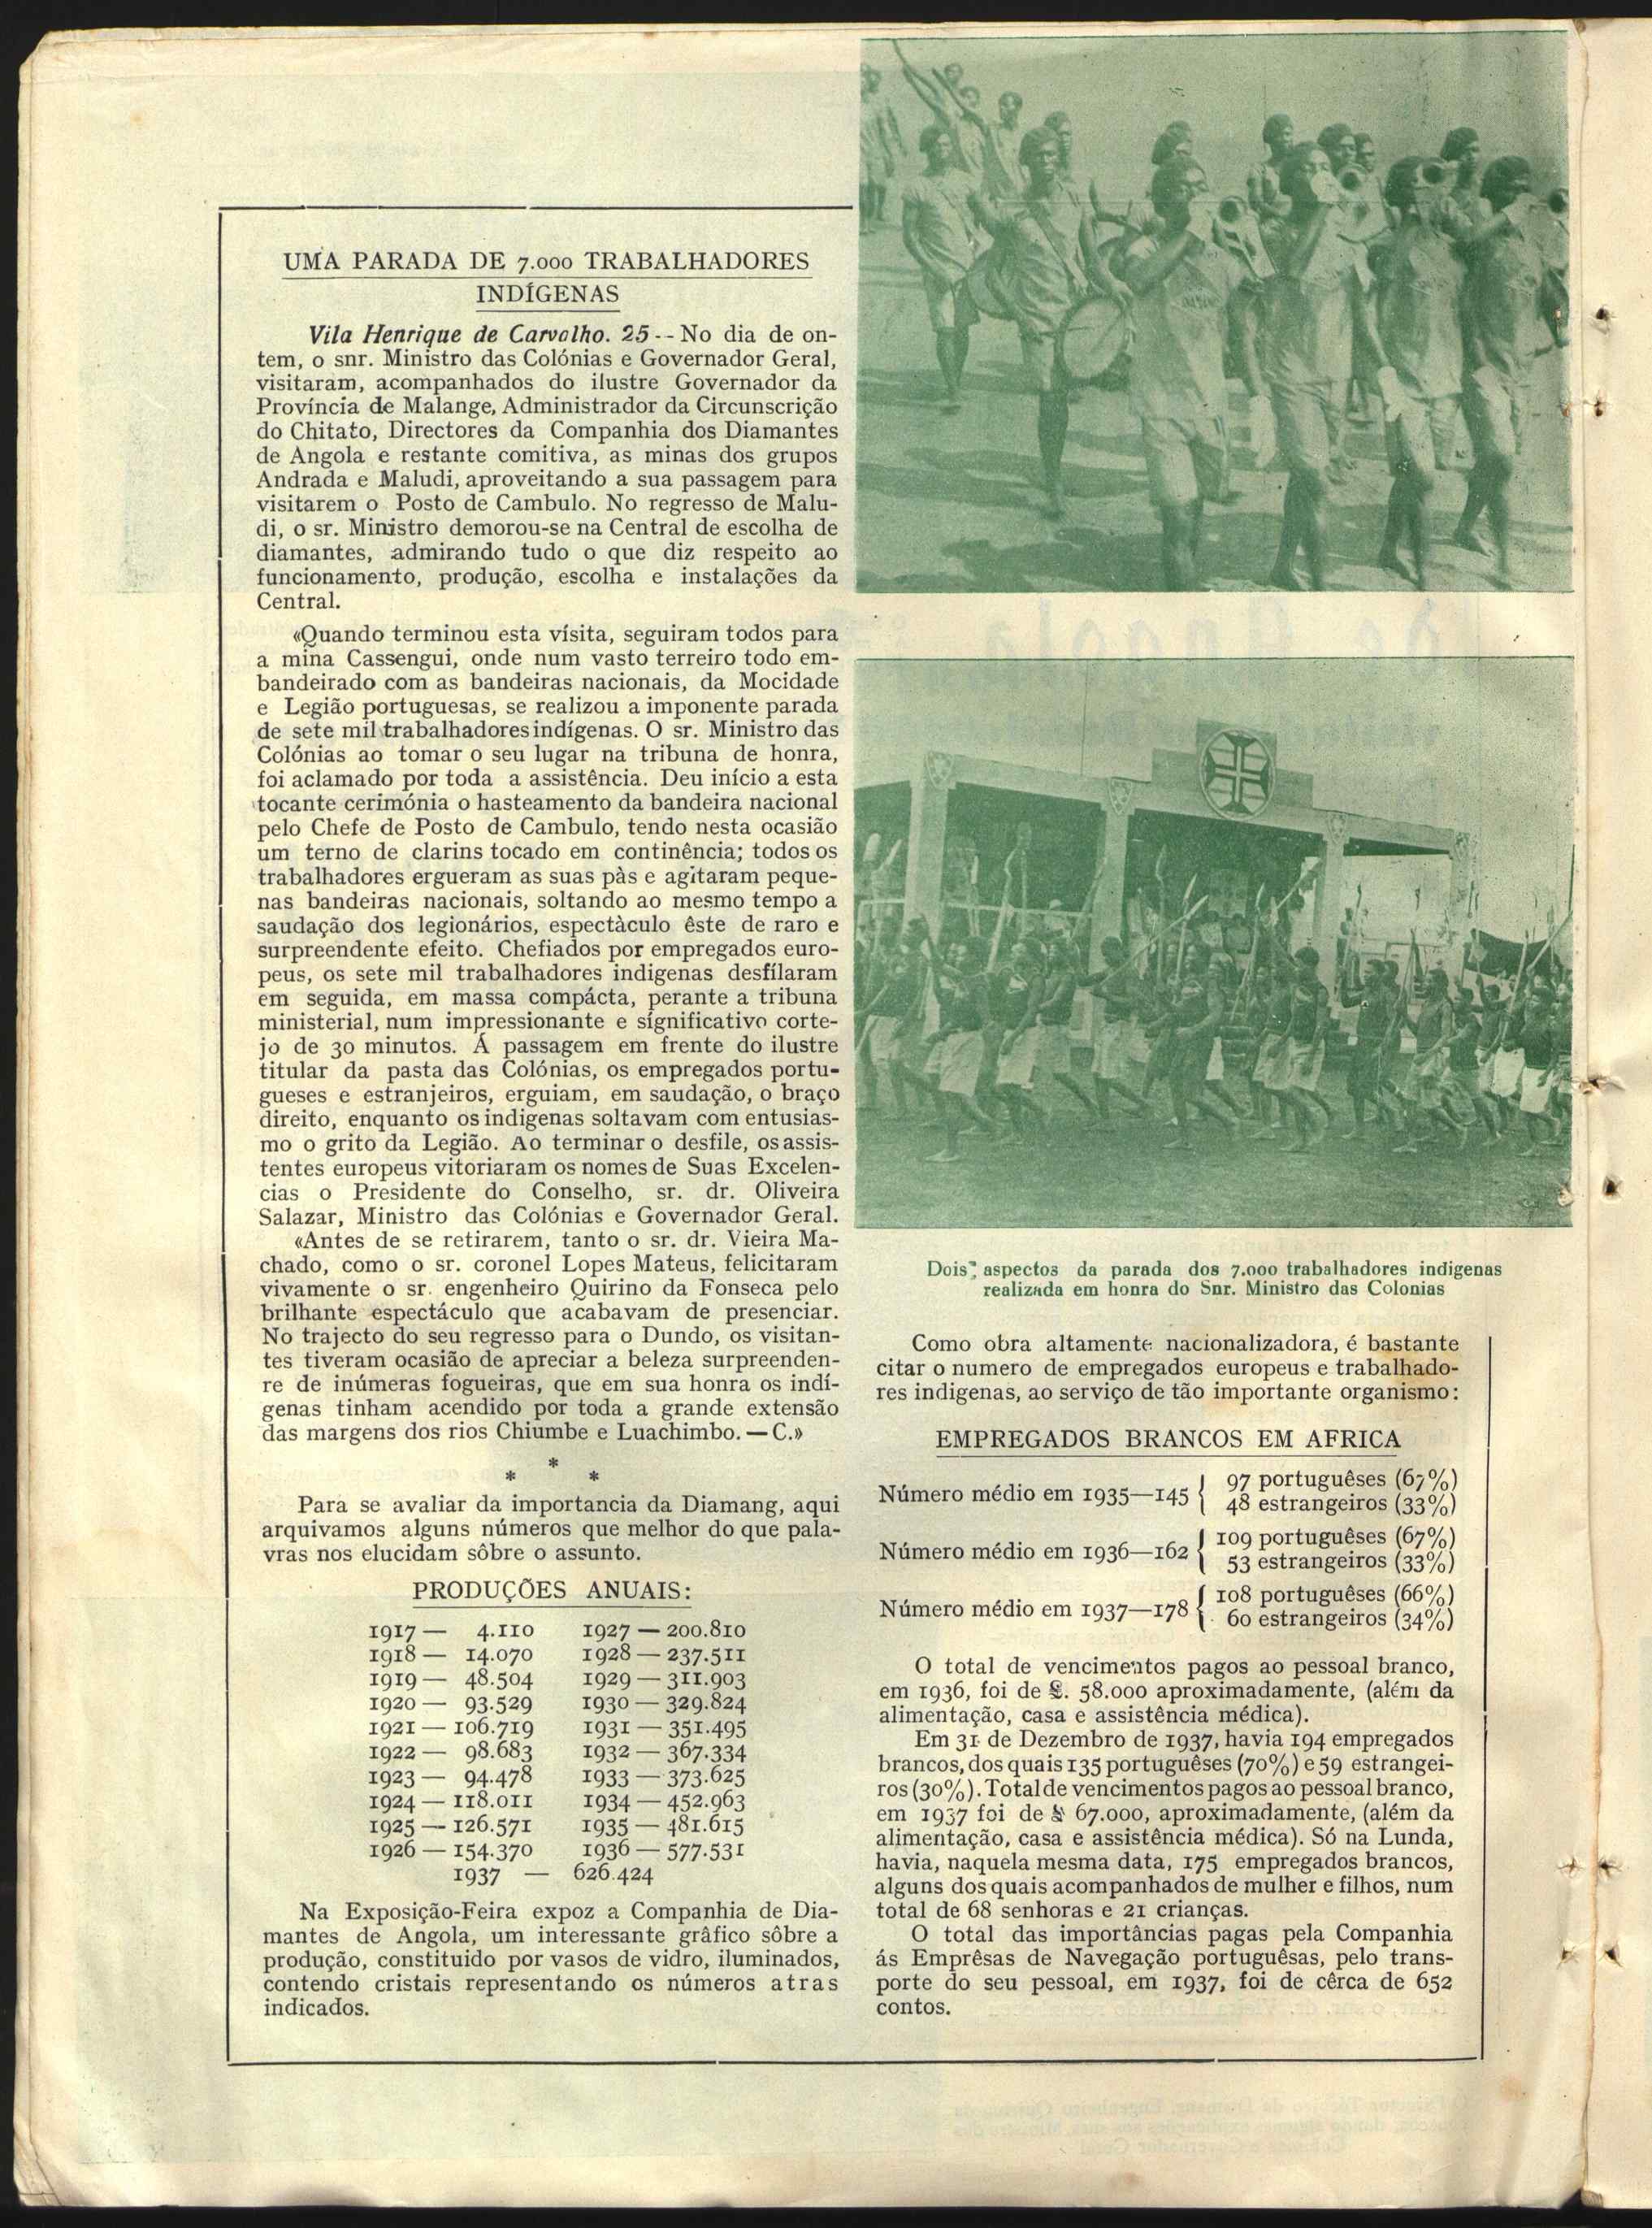 UMA PARADA DE 7.000 TRABALHADORES
INDÍGENAS
Vila Henrique de Carvalho. 25 -- No dia de on-
tem, o snr. Ministro das Colónias e Governador Geral,
visitaram, acompanhados do ilustre Governador da
Província de Malange, Administrador da Circunscrição
do Chitato, Directores da Companhia dos Diamantes
de Angola e restante comitiva, as minas dos grupos
Andrada e Maludi, aproveitando a sua passagem para
visitarem o Posto de Cambulo. No regresso de Malu-
di, o sr. Ministro demorou-se na Central de escolha de
diamantes, admirando tudo o que diz respeito ao
funcionamento, produção, escolha e instalações da
Central.
«Quando terminou esta vísita, seguiram todos para
a mina Cassengui, onde num vasto terreiro todo em-
bandeirado com as bandeiras nacionais, da Mocidade
e Legião portuguesas, se realizou a imponente parada
de sete mil trabalhadores indígenas. O sr. Ministro das
Colónias ao tomar o seu lugar na tribuna de honra,
foi aclamado por toda a assistência. Deu início a esta
tocante cerimónia o hasteamento da bandeira nacional
pelo Chefe de Posto de Cambulo, tendo nesta ocasião
um terno de clarins tocado em continência; todos os
trabalhadores ergueram as suas pàs e agitaram peque-
nas bandeiras nacionais, soltando ao mesmo tempo a
saudação dos legionários, espectàculo êste de raro e
surpreendente efeito. Chefiados por empregados euro-
peus, os sete mil trabalhadores indigenas desfílaram
em seguida, em massa compácta, perante a tribuna
ministerial, num impressionante e sígnificativo corte-
jo de 30 minutos. Á passagem em frente do ilustre
titular da pasta das Colónias, os empregados portu-
gueses e estranjeiros, erguiam, em saudação, o braço
direito, enquanto os indigenas soltavam com entusias-
mo o grito da Legião. Ao terminar o desfile, os assis-
tentes europeus vitoriaram os nomes de Suas Excelen-
cias o Presidente do Conselho, sr. dr. Oliveira
Salazar, Ministro das Colónias e Governador Geral.
«Antes de se retirarem, tanto o sr. dr. Vieira Ma-
chado, como o sr. coronel Lopes Mateus, felicitaram
vivamente o sr. engenheiro Quirino da Fonseca pelo
brilhante espectáculo que acabavam de presenciar.
No trajecto do seu regresso para o Dundo, os visitan-
tes tiveram ocasião de apreciar a beleza surpreenden-
re de inúmeras fogueiras, que em sua honra os indí-
genas tinham acendido por toda a grande extensão
das margens dos rios Chiumbe e Luachimbo. — C.»
*
* *
Para se avaliar da importancia da Diamang, aqui
arquivamos alguns números que melhor do que pala-
vras nos elucidam sôbre o assunto.
PRODUÇÕES ANUAIS:
1917 — 4.110 1927 — 200.810
1918 — 14.070 1928 — 237.511
1919 — 48.504 1929 — 311.903
1920 — 93.529 1930 — 329.824
1921 — 106.719 1931 — 351.495
1922 — 98.683 1932 — 367.334
1923 — 94.478 1933 — 373.625
1924 — 118.011 1934 — 452.963
1925 — 126.571 1935 — 481.615
1926 — 154.370 1936 — 577.531
1937 — 626.424
Na Exposição-Feira expoz a Companhia de Dia-
mantes de Angola, um interessante gráfico sôbre a
produção, constituido por vasos de vidro, iluminados,
contendo cristais representando os números atras
indicados.
Dois aspectos da parada dos 7.000 trabalhadores indigenas
realizada em honra do Snr. Ministro das Colonias
Como obra altamente nacionalizadora, é bastante
citar o numero de empregados europeus e trabalhado-
res indigenas, ao serviço de tão importante organismo:
EMPREGADOS BRANCOS EM AFRICA
Número médio em 1935—145 { 97 portuguêses (67%)
48 estrangeiros (33%)
Número médio em 1936—162 { 109 portuguêses (67%)
53 estrangeiros (33%)
Número médio em 1937—178 { 108 portuguêses (66%)
60 estrangeiros (34%)
O total de vencimentos pagos ao pessoal branco,
em 1936, foi de £. 58.000 aproximadamente, (além da
alimentação, casa e assistência médica).
Em 31 de Dezembro de 1937, havia 194 empregados
brancos, dos quais 135 portuguêses (70%) e 59 estrangei-
ros (30%). Total de vencimentos pagos ao pessoal branco,
em 1937 foi de £ 67.000, aproximadamente, (além da
alimentação, casa e assistência médica). Só na Lunda,
havia, naquela mesma data, 175 empregados brancos,
alguns dos quais acompanhados de mulher e filhos, num
total de 68 senhoras e 21 crianças.
O total das importâncias pagas pela Companhia
ás Emprêsas de Navegação portuguêsas, pelo trans-
porte do seu pessoal, em 1937, foi de cêrca de 652
contos.